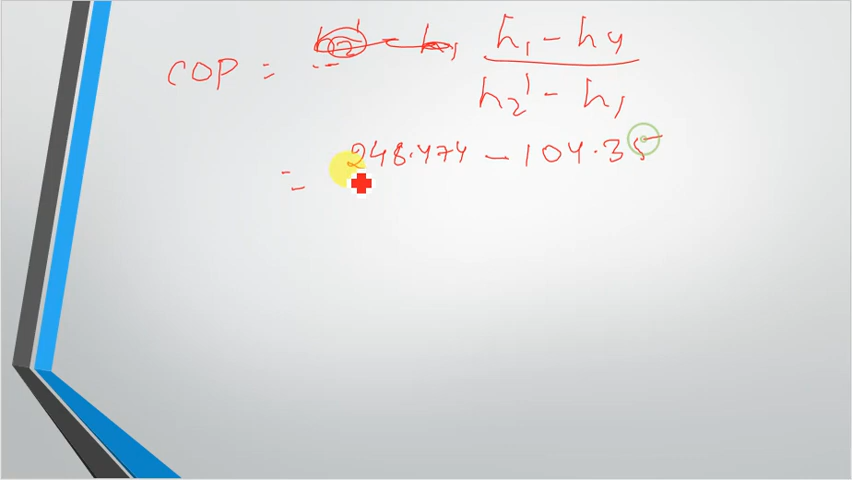 COP = h₁ - h4
h₂' - h₁
= 248.474 - 104.35